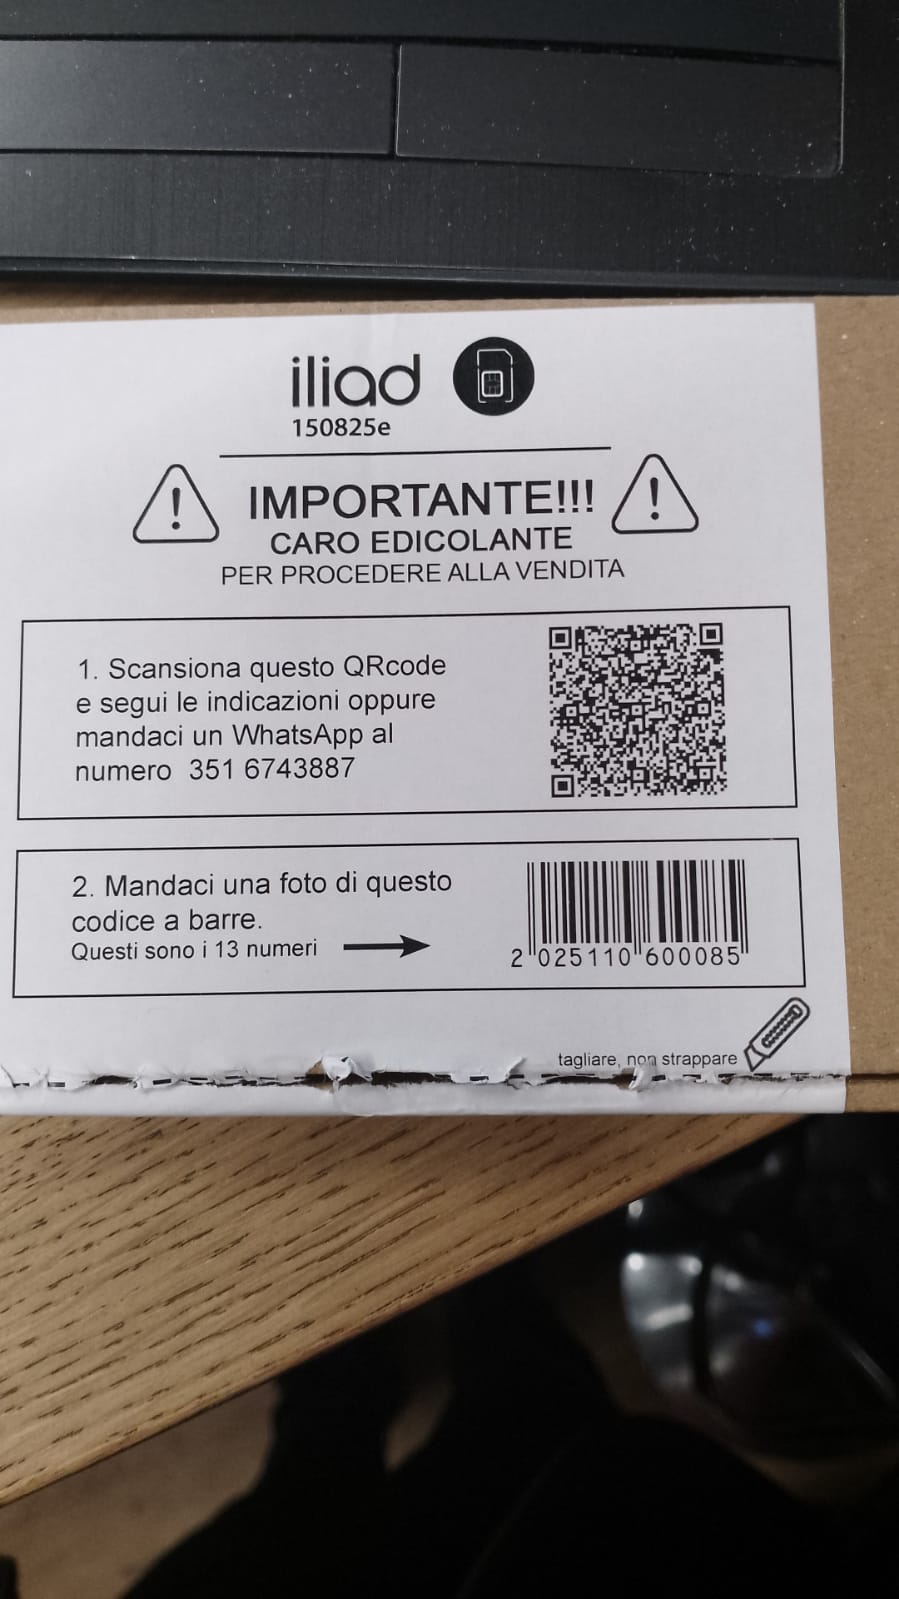 iliad
150825e
IMPORTANTE!!!
CARO EDICOLANTE
PER PROCEDERE ALLA VENDITA
1. Scansiona questo QRcode
e segui le indicazioni oppure
mandaci un WhatsApp al
numero 351 6743887
2. Mandaci una foto di questo
codice a barre.
Questi sono i 13 numeri
2 025110 600085
tagliare, non strappare